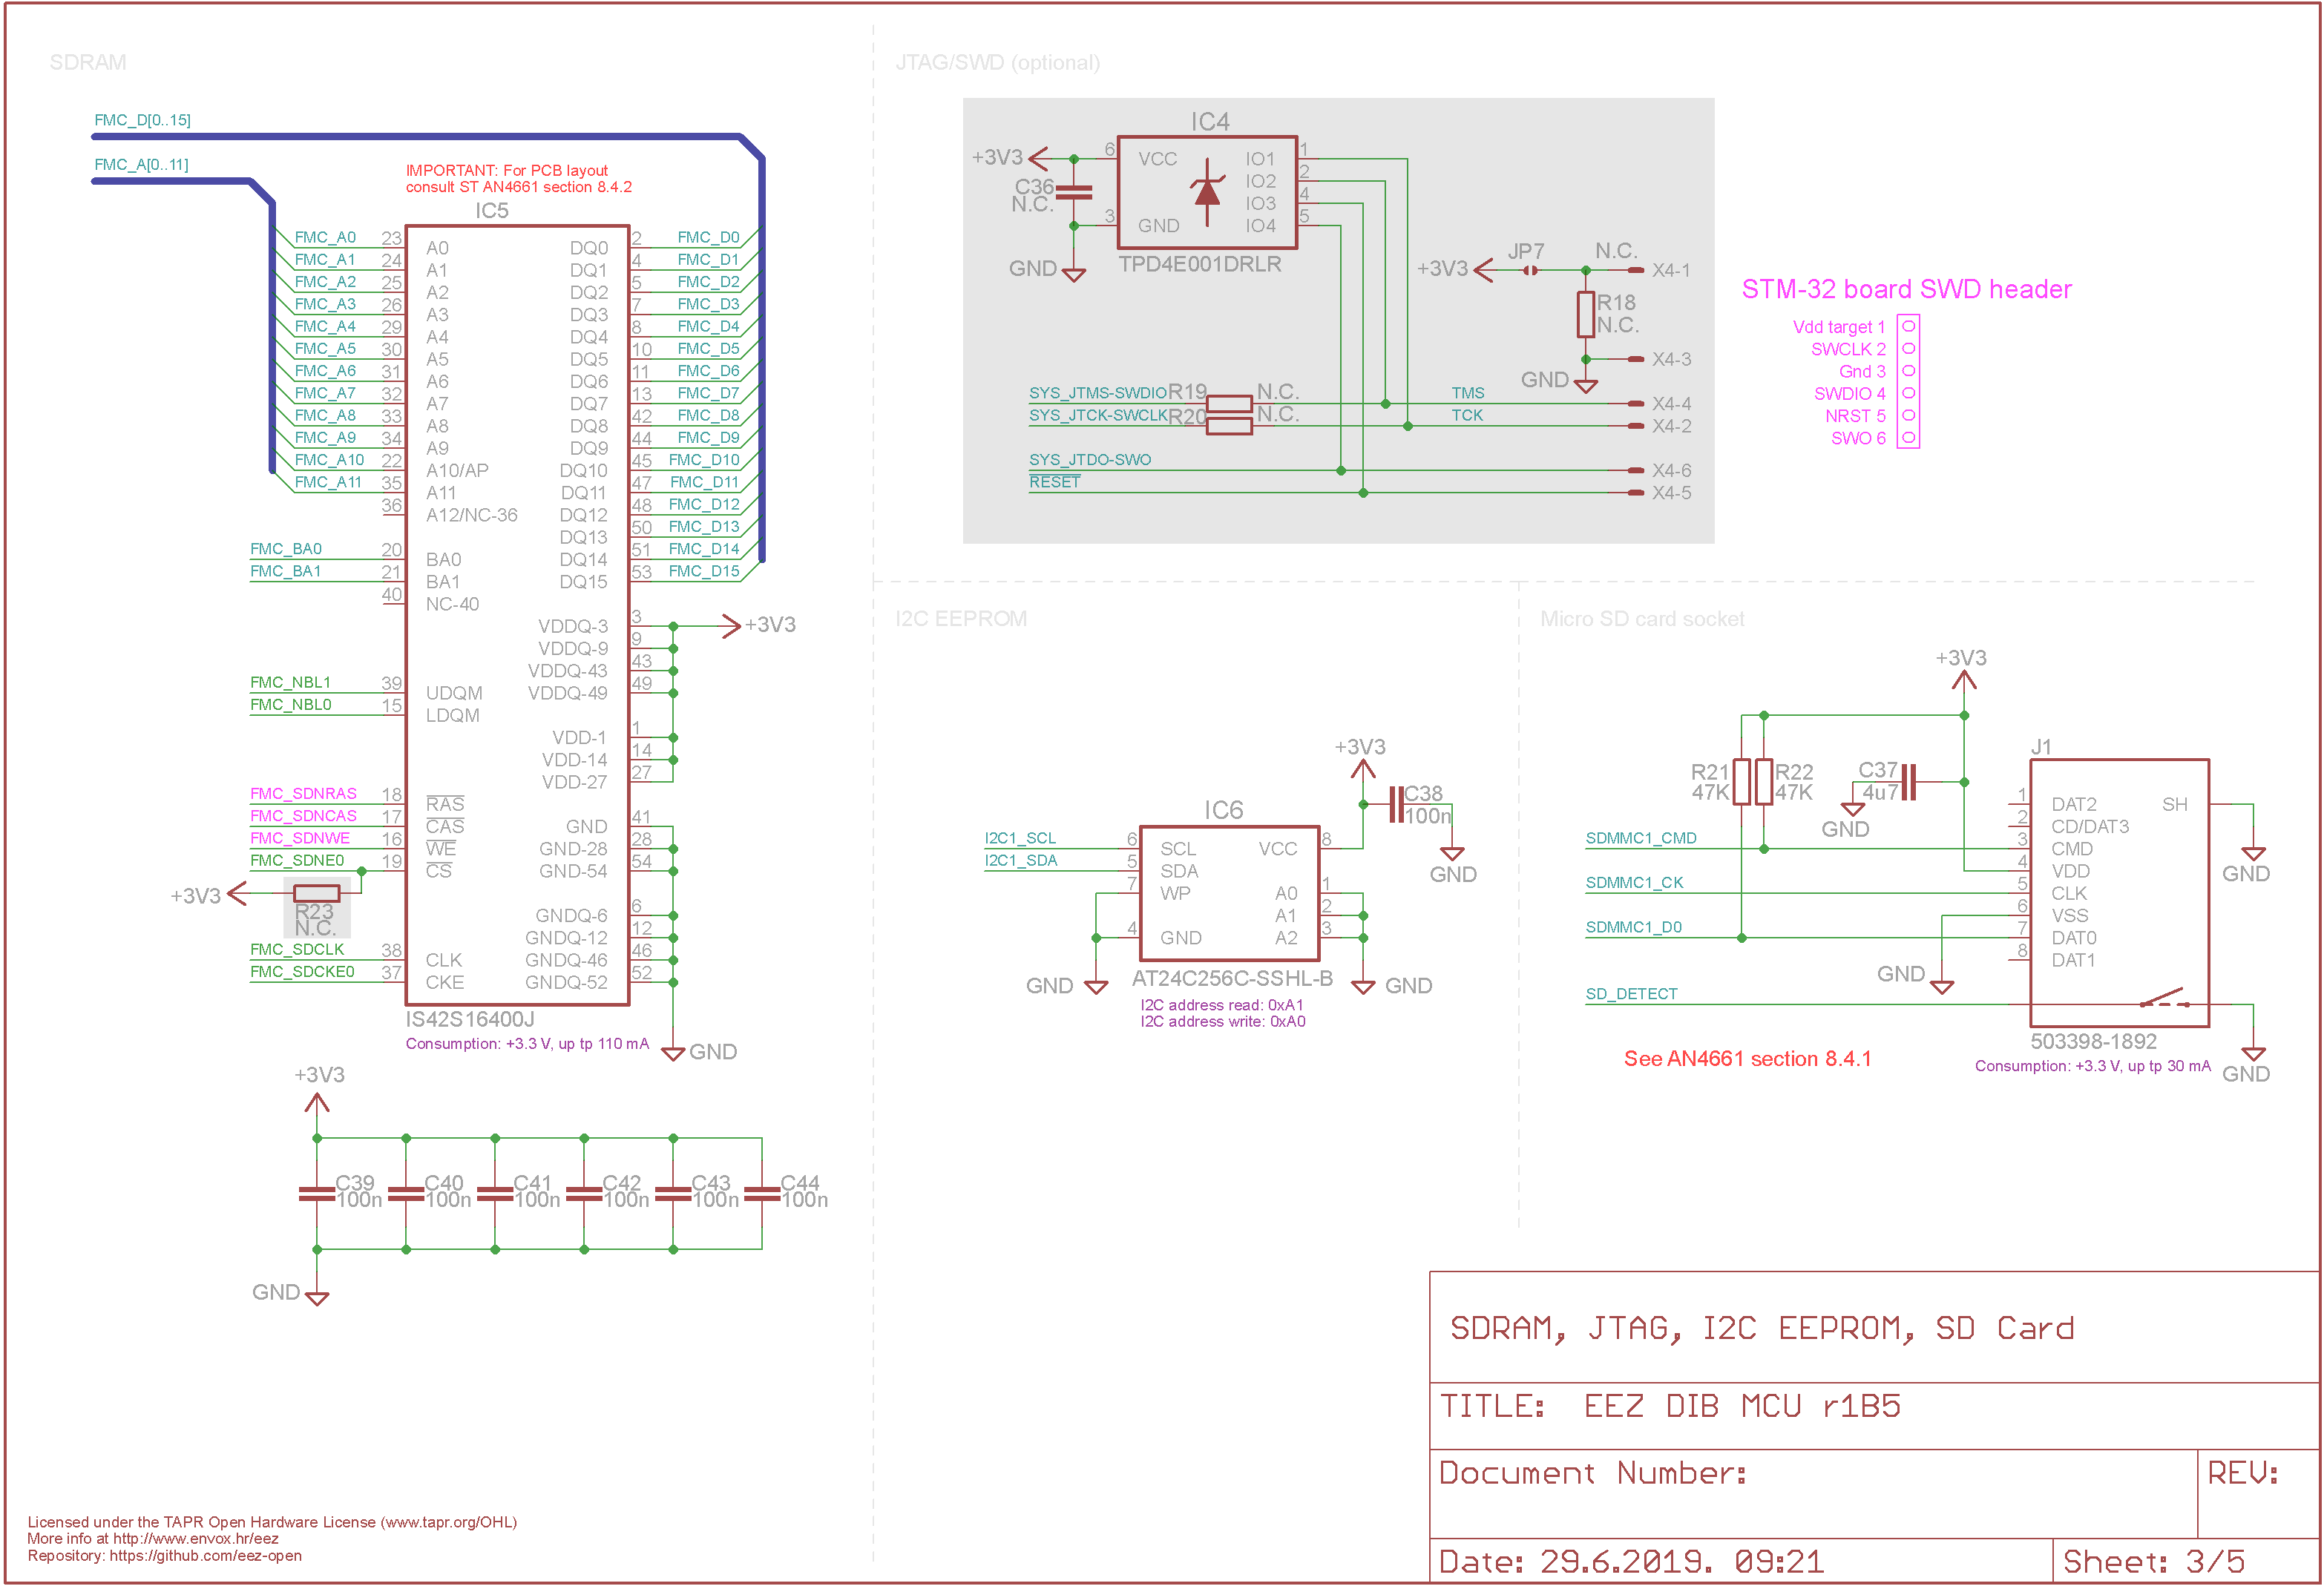 SDRAM
FMC_D[0..15]
FMC_A[0..11]
IMPORTANT: For PCB layout
consult ST AN4661 section 8.4.2
IC5
FMC_A0 23 A0 DQ0 2 FMC_D0
FMC_A1 24 A1 DQ1 4 FMC_D1
FMC_A2 25 A2 DQ2 5 FMC_D2
FMC_A3 26 A3 DQ3 7 FMC_D3
FMC_A4 29 A4 DQ4 8 FMC_D4
FMC_A5 30 A5 DQ5 10 FMC_D5
FMC_A6 31 A6 DQ6 11 FMC_D6
FMC_A7 32 A7 DQ7 13 FMC_D7
FMC_A8 33 A8 DQ8 42 FMC_D8
FMC_A9 34 A9 DQ9 44 FMC_D9
FMC_A10 22 A10/AP DQ10 45 FMC_D10
FMC_A11 35 A11 DQ11 47 FMC_D11
36 A12/NC-36 DQ12 48 FMC_D12
DQ13 50 FMC_D13
FMC_BA0 20 BA0 DQ14 51 FMC_D14
FMC_BA1 21 BA1 DQ15 53 FMC_D15
40 NC-40
VDDQ-3 3 +3V3
VDDQ-9 9
VDDQ-43 43
FMC_NBL1 39 UDQM VDDQ-49 49
FMC_NBL0 15 LDQM
VDD-1 1
VDD-14 14
VDD-27 27
FMC_SDNRAS 18 RAS
FMC_SDNCAS 17 CAS GND 41
FMC_SDNWE 16 WE GND-28 28
FMC_SDNE0 19 CS GND-54 54
+3V3
R23
N.C.
GNDQ-6 6
GNDQ-12 12
FMC_SDCLK 38 CLK GNDQ-46 46
FMC_SDCKE0 37 CKE GNDQ-52 52
IS42S16400J
Consumption: +3.3 V, up tp 110 mA
GND
+3V3
C39 C40 C41 C42 C43 C44
100n 100n 100n 100n 100n 100n
GND
JTAG/SWD (optional)
IC4
+3V3 6 VCC IO1 1
IO2 2
C36
N.C.
IO3 4
3 GND IO4 5
GND
TPD4E001DRLR
+3V3 JP7 N.C. X4-1
R18
N.C.
X4-3
GND
SYS_JTMS-SWDIO R19 N.C. TMS X4-4
SYS_JTCK-SWCLK R20 N.C. TCK X4-2
SYS_JTDO-SWO X4-6
RESET X4-5
STM-32 board SWD header
Vdd target 1
SWCLK 2
Gnd 3
SWDIO 4
NRST 5
SWO 6
I2C EEPROM
+3V3
C38
100n
GND
IC6
I2C1_SCL 6 SCL VCC 8
I2C1_SDA 5 SDA
7 WP A0 1
A1 2
4 GND A2 3
GND
AT24C256C-SSHL-B
GND
I2C address read: 0xA1
I2C address write: 0xA0
Micro SD card socket
+3V3
R21
47K
R22
47K
C37
4u7
GND
J1
1 DAT2 SH
2 CD/DAT3
SDMMC1_CMD 3 CMD
4 VDD
GND
SDMMC1_CK 5 CLK
6 VSS
SDMMC1_D0 7 DAT0
8 DAT1
GND
SD_DETECT
503398-1892
See AN4661 section 8.4.1
Consumption: +3.3 V, up tp 30 mA
GND
SDRAM, JTAG, I2C EEPROM, SD Card
TITLE: EEZ DIB MCU r1B5
Document Number:
REV:
Date: 29.6.2019. 09:21
Sheet: 3/5
Licensed under the TAPR Open Hardware License (www.tapr.org/OHL)
More info at http://www.envox.hr/eez
Repository: https://github.com/eez-open